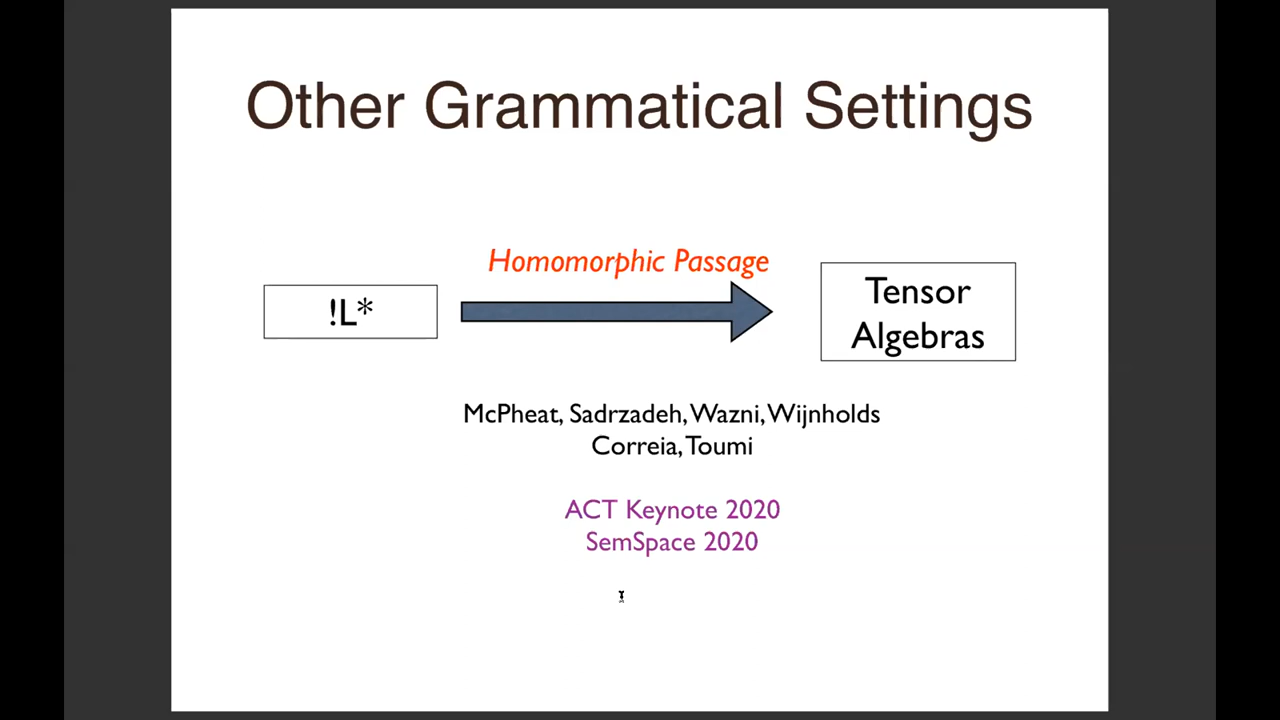 Other Grammatical Settings
Homomorphic Passage
!L*
Tensor
Algebras
McPheat, Sadrzadeh, Wazni, Wijnholds
Correia, Toumi
ACT Keynote 2020
SemSpace 2020